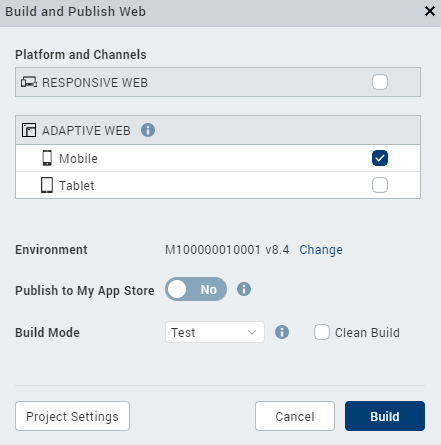 Build and Publish Web
Platform and Channels
RESPONSIVE WEB
ADAPTIVE WEB
Mobile
Tablet
Environment M100000010001 v8.4 Change
Publish to My App Store No
Build Mode Test Clean Build
Project Settings Cancel Build